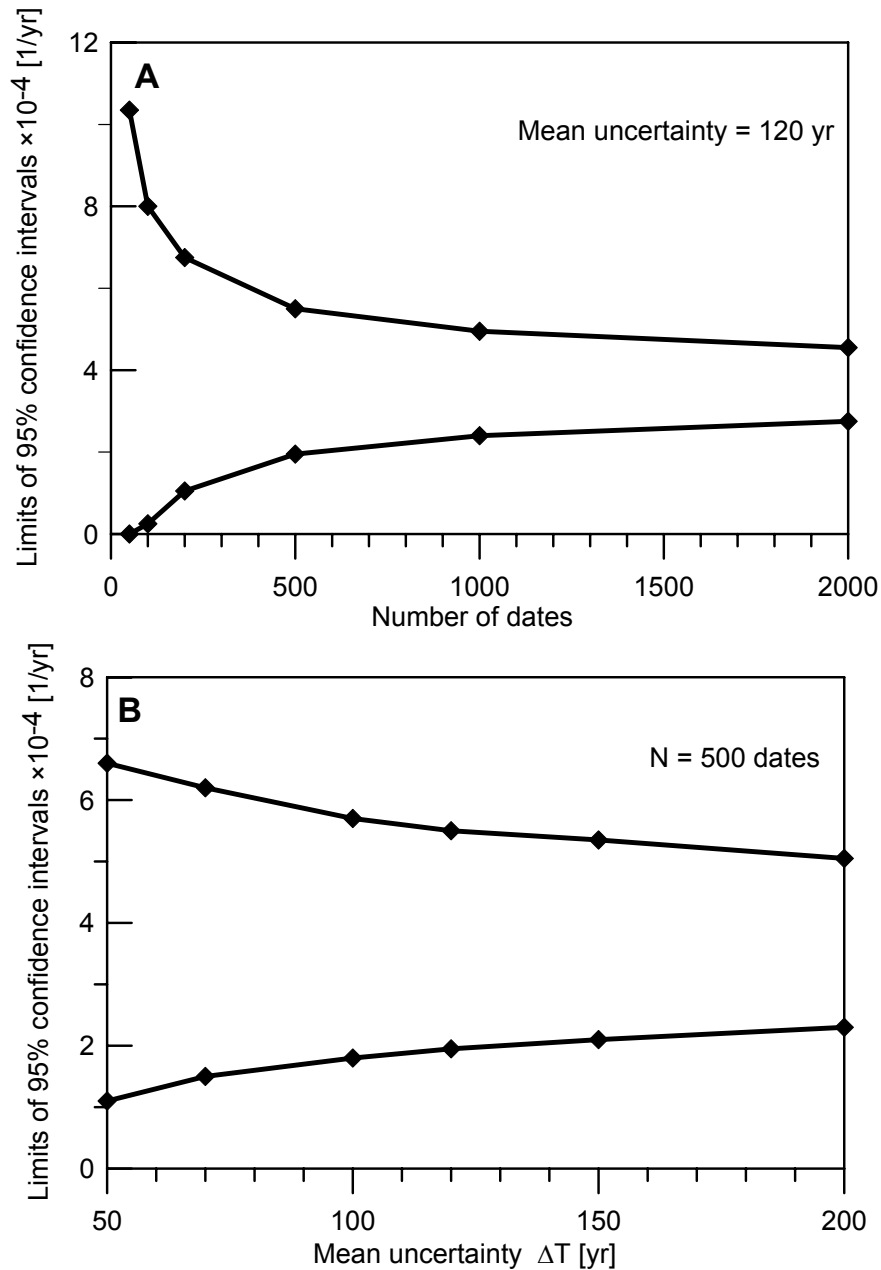 A
Mean uncertainty = 120 yr
Limits of 95% confidence intervals ×10-4 [1/yr]
12
8
4
0
0 500 1000 1500 2000
Number of dates
B
N = 500 dates
Limits of 95% confidence intervals ×10-4 [1/yr]
8
6
4
2
0
50 100 150 200
Mean uncertainty ΔT [yr]